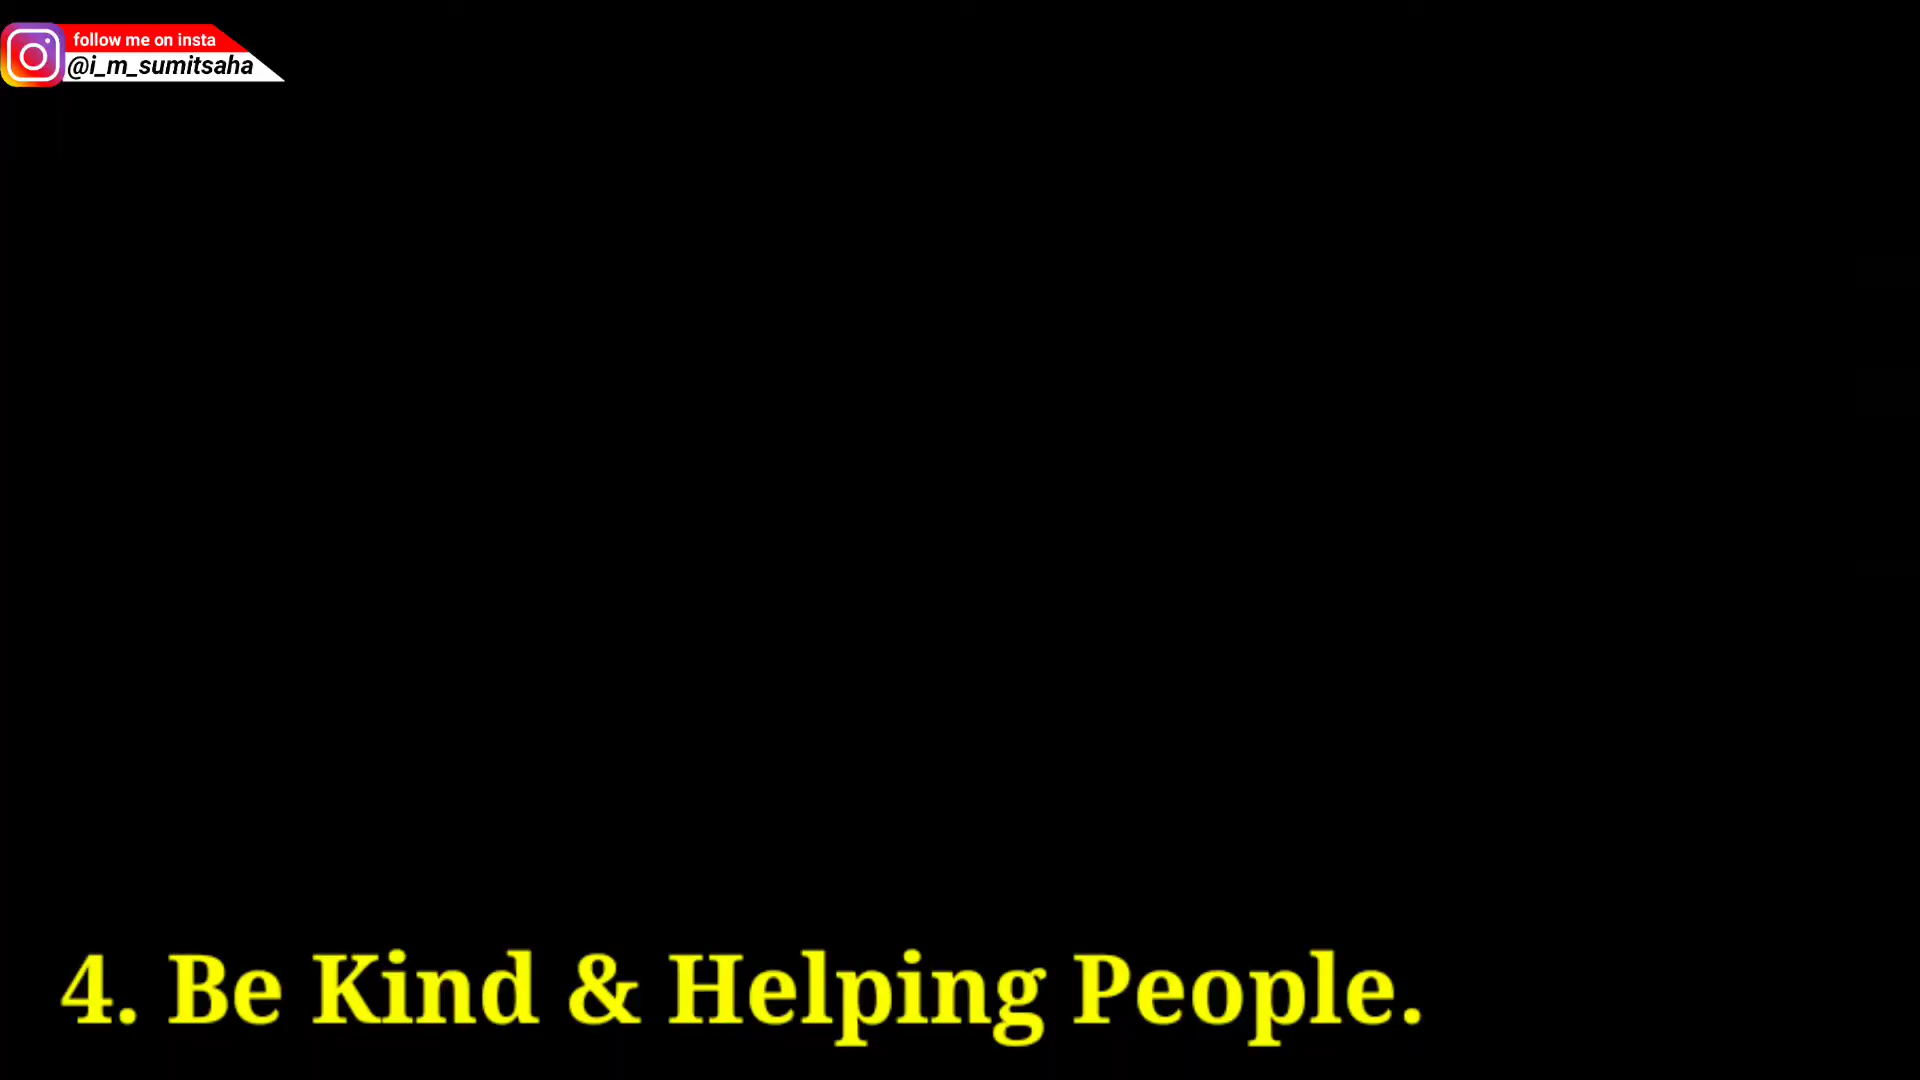 follow me on insta
@i_m_sumitsaha
4. Be Kind & Helping People.